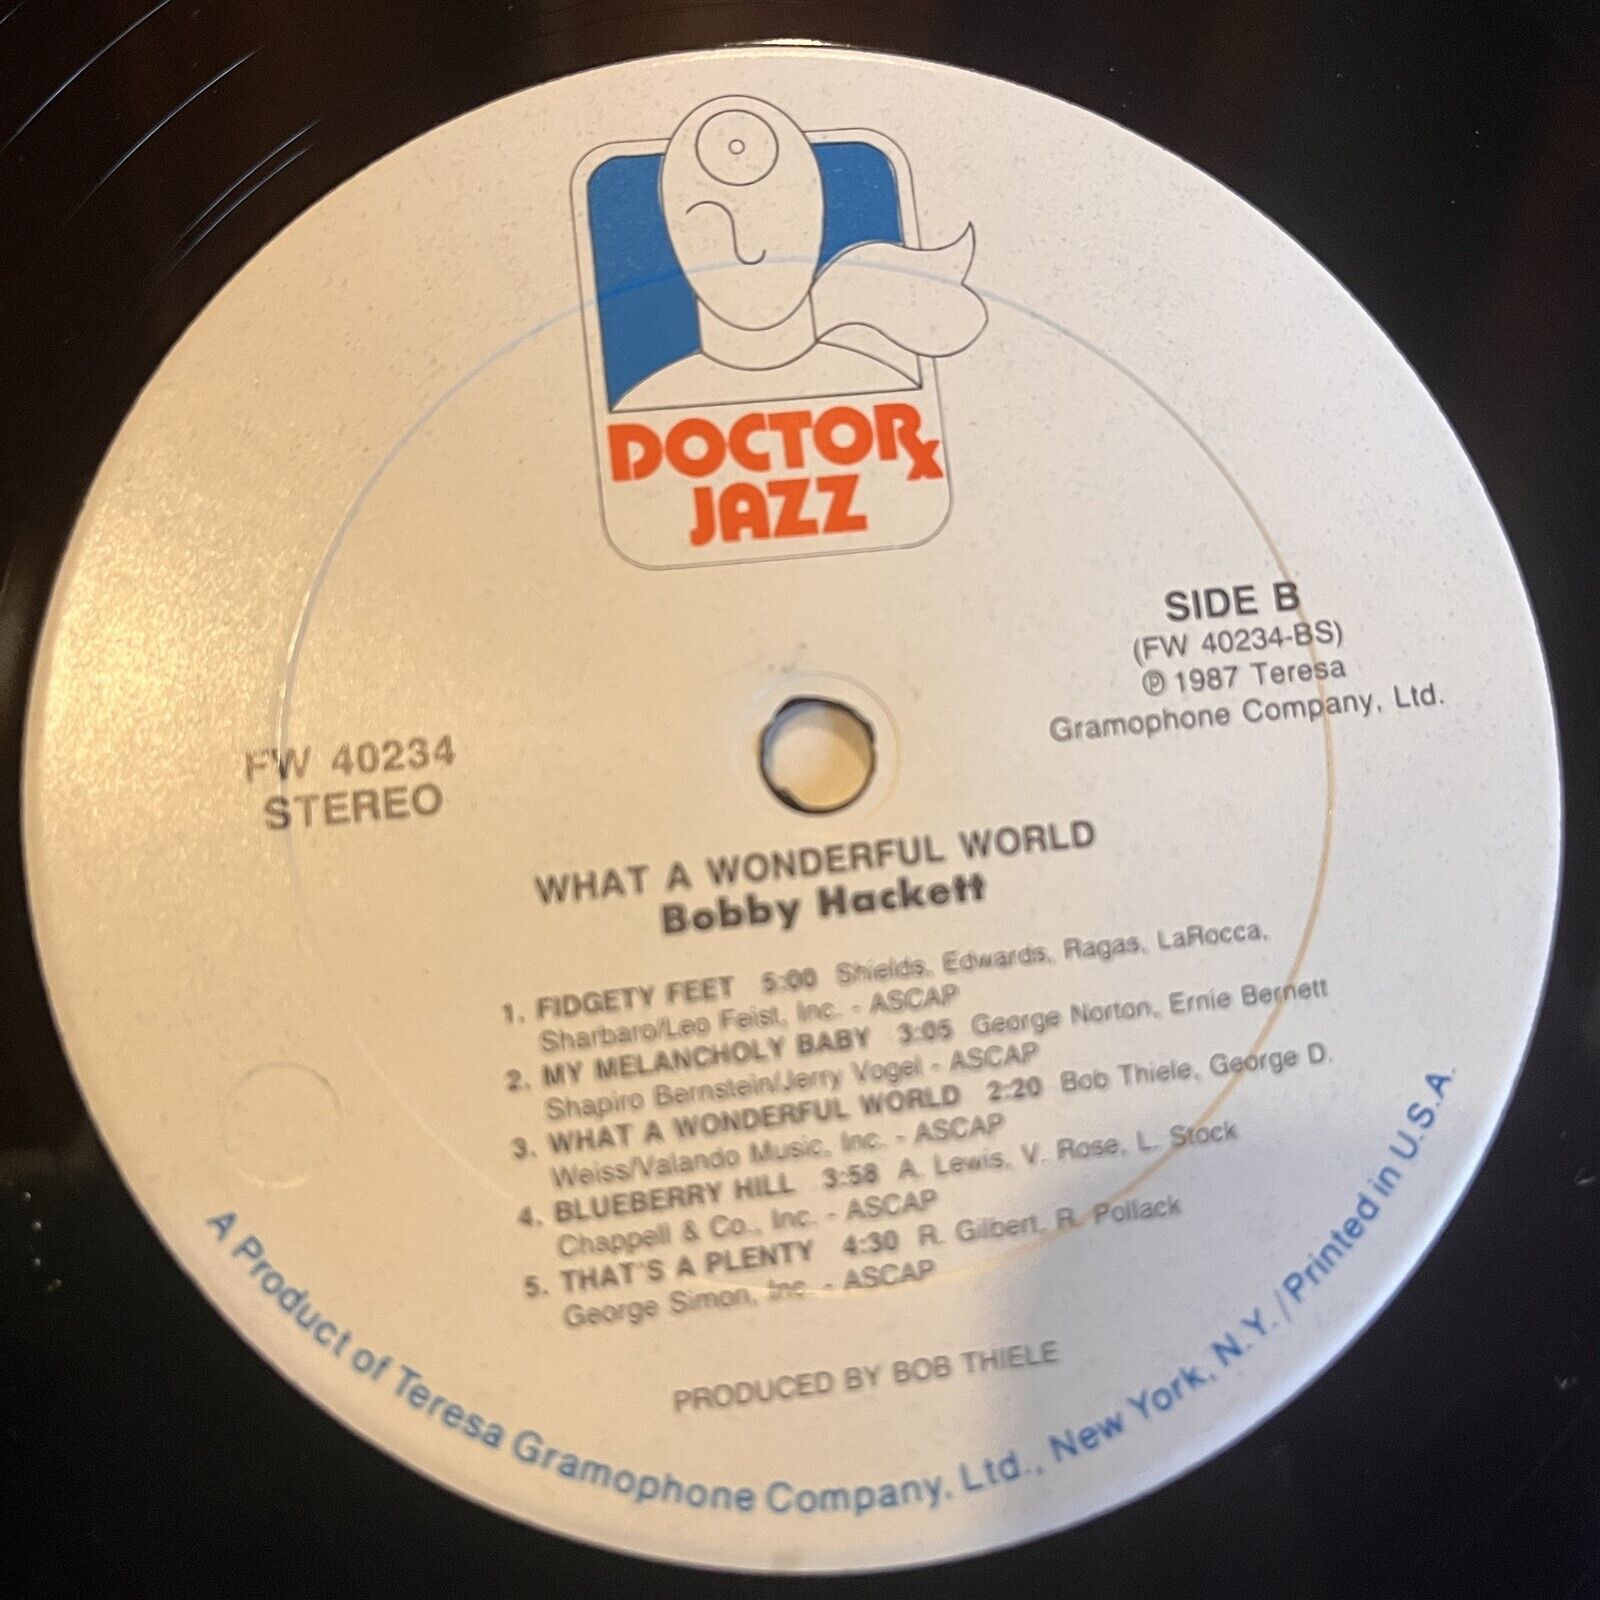 DOCTORx
JAZZ
SIDE B
(FW 40234-BS)
℗ 1987 Teresa
Gramophone Company, Ltd.
FW 40234
STEREO
WHAT A WONDERFUL WORLD
Bobby Hackett
1. FIDGETY FEET 5:00 Shields, Edwards, Ragas, LaRocca,
Sharbaro/Leo Feist, Inc. - ASCAP
2. MY MELANCHOLY BABY 3:05 George Norton, Ernie Bernett
Shapiro Bernstein/Jerry Vogel - ASCAP
3. WHAT A WONDERFUL WORLD 2:20 Bob Thiele, George D.
Weiss/Valando Music, Inc. - ASCAP
4. BLUEBERRY HILL 3:58 A. Lewis, V. Rose, L. Stock
Chappell & Co., Inc. - ASCAP
5. THAT'S A PLENTY 4:30 R. Gilbert, R. Pollack
George Simon, Inc. - ASCAP
PRODUCED BY BOB THIELE
A Product of Teresa Gramophone Company, Ltd., New York, N.Y./Printed in U.S.A.